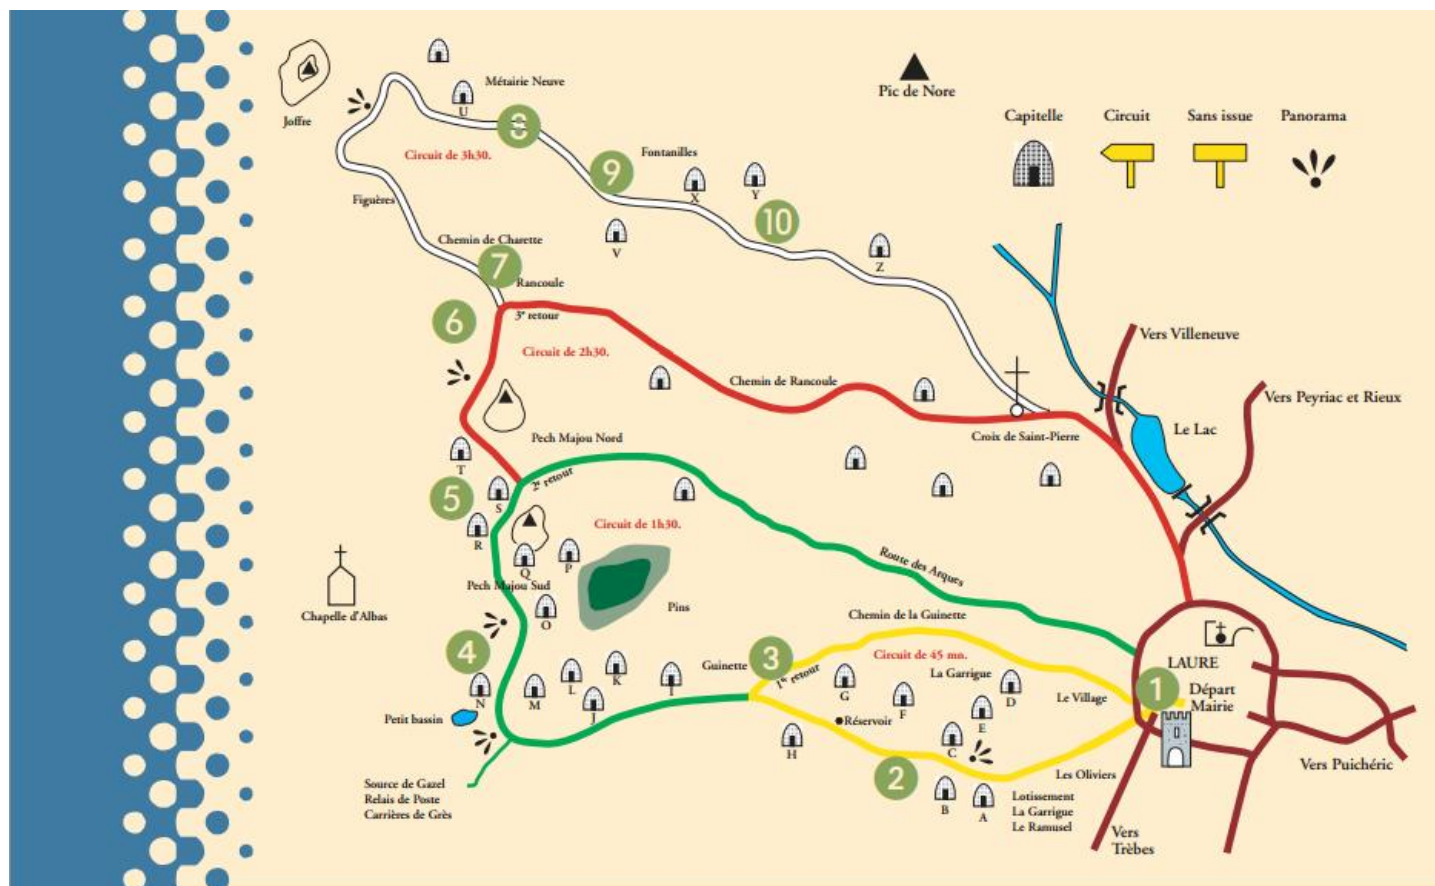 Métairie Neuve
U
Joffre
8
Circuit de 3h30.
Pic de Nore
Capitelle
Circuit
Sans issue
Panorama
Fontanilles
9
X
Y
Figuères
10
V
Z
Chemin de Charette
7
Rancoule
6
3e retour
Circuit de 2h30.
Chemin de Rancoule
Vers Villeneuve
Vers Peyriac et Rieux
Le Lac
Croix de Saint-Pierre
Pech Majou Nord
T
2e retour
5
S
R
Circuit de 1h30.
Q
P
Pech Majou Sud
Route des Arques
Chapelle d'Albas
O
Pins
Chemin de la Guinette
4
Guinette
3
1er retour
Circuit de 45 mn.
La Garrigue
LAURE
N
M
L
K
J
I
G
F
D
E
C
Le Village
1
Départ
Mairie
Petit bassin
Réservoir
H
2
Les Oliviers
Vers Puichéric
Source de Gazel
Relais de Poste
Carrières de Grès
B
A
Lotissement
La Garrigue
Le Ramusel
Vers
Trèbes